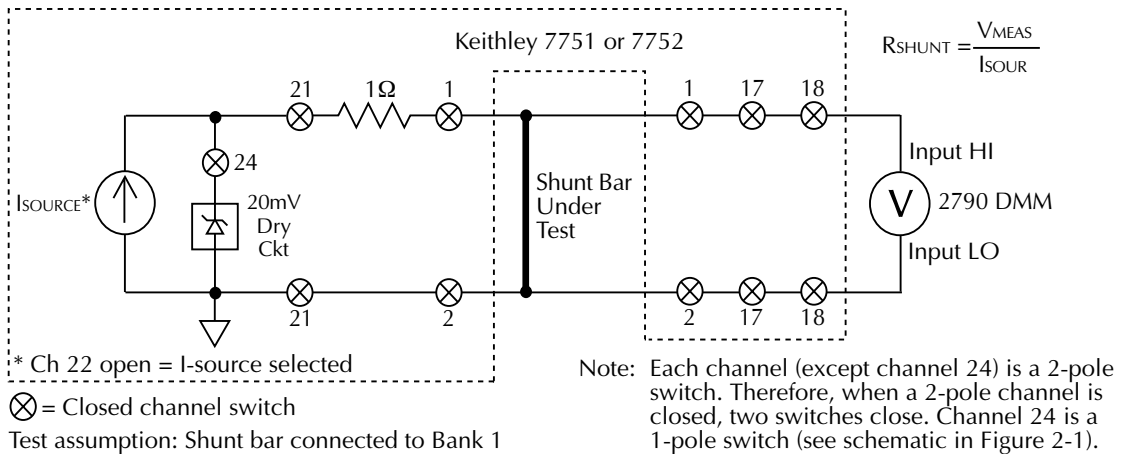 Keithley 7751 or 7752
RSHUNT = VMEAS
ISOUR
21
1Ω
1
1
17
18
24
Input HI
ISOURCE*
20mV
Dry
Ckt
Shunt Bar
Under
Test
V
2790 DMM
Input LO
21
2
2
17
18
* Ch 22 open = I-source selected
= Closed channel switch
Test assumption: Shunt bar connected to Bank 1
Note: Each channel (except channel 24) is a 2-pole
switch. Therefore, when a 2-pole channel is
closed, two switches close. Channel 24 is a
1-pole switch (see schematic in Figure 2-1).